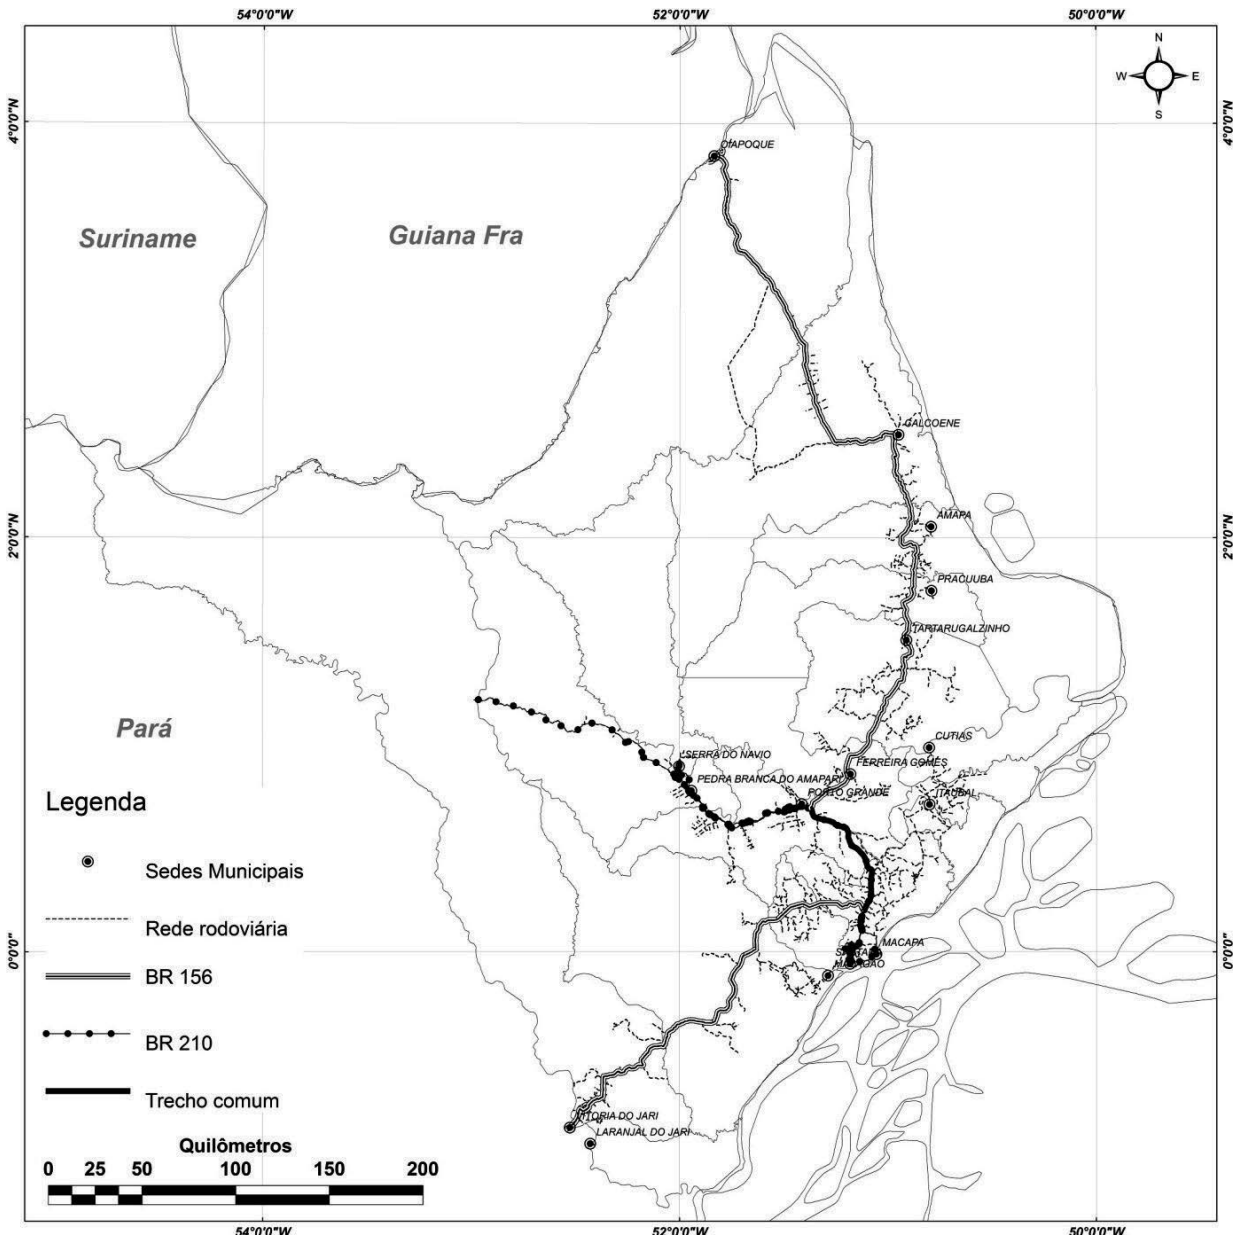 54°0'0"W
52°0'0"W
50°0'0"W
N
W
E
S
4°0'0"N
4°0'0"N
OIAPOQUE
Suriname
Guiana Fra
CALCOENE
AMAPA
2°0'0"N
2°0'0"N
PRACUUBA
TARTARUGALZINHO
Pará
CUTIAS
SERRA DO NAVIO
FERREIRA GOMES
PEDRA BRANCA DO AMAPARI
PORTO GRANDE
ITAUBAL
Legenda
Sedes Municipais
Rede rodoviária
MACAPA
0°0'0"
0°0'0"
BR 156
BR 210
Trecho comum
VITORIA DO JARI
LARANJAL DO JARI
Quilômetros
0 25 50 100 150 200
54°0'0"W
52°0'0"W
50°0'0"W